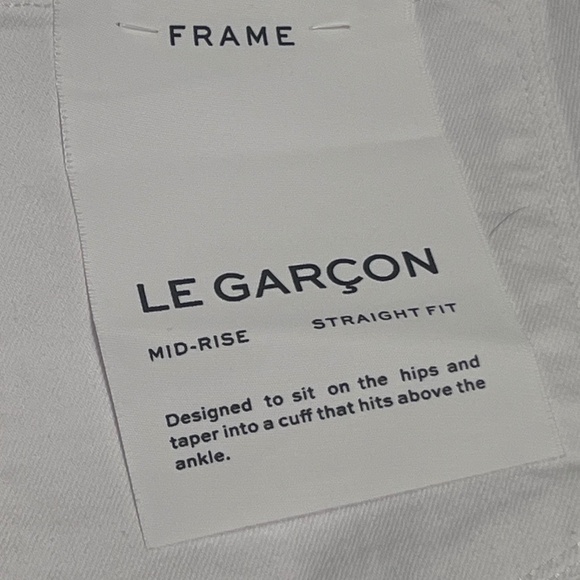 FRAME
LE GARÇON
MID-RISE STRAIGHT FIT
Designed to sit on the hips and
taper into a cuff that hits above the
ankle.